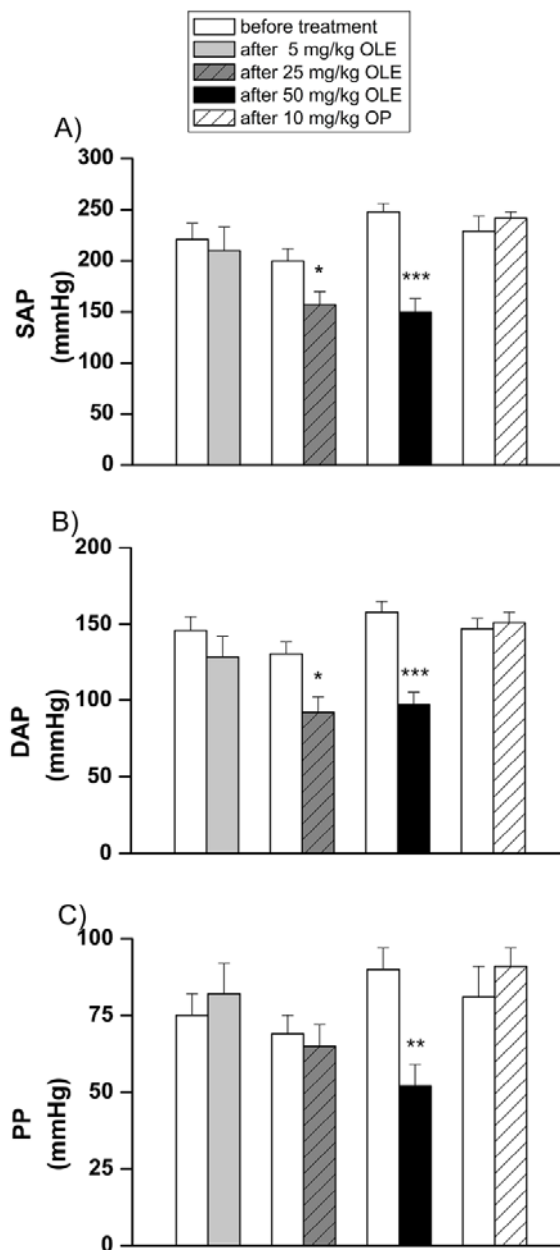 before treatment
after 5 mg/kg OLE
after 25 mg/kg OLE
after 50 mg/kg OLE
after 10 mg/kg OP
A)
300
250
200
150
100
50
0
SAP
(mmHg)
*
***
B)
200
150
100
50
0
DAP
(mmHg)
*
***
C)
100
75
50
25
0
PP
(mmHg)
**